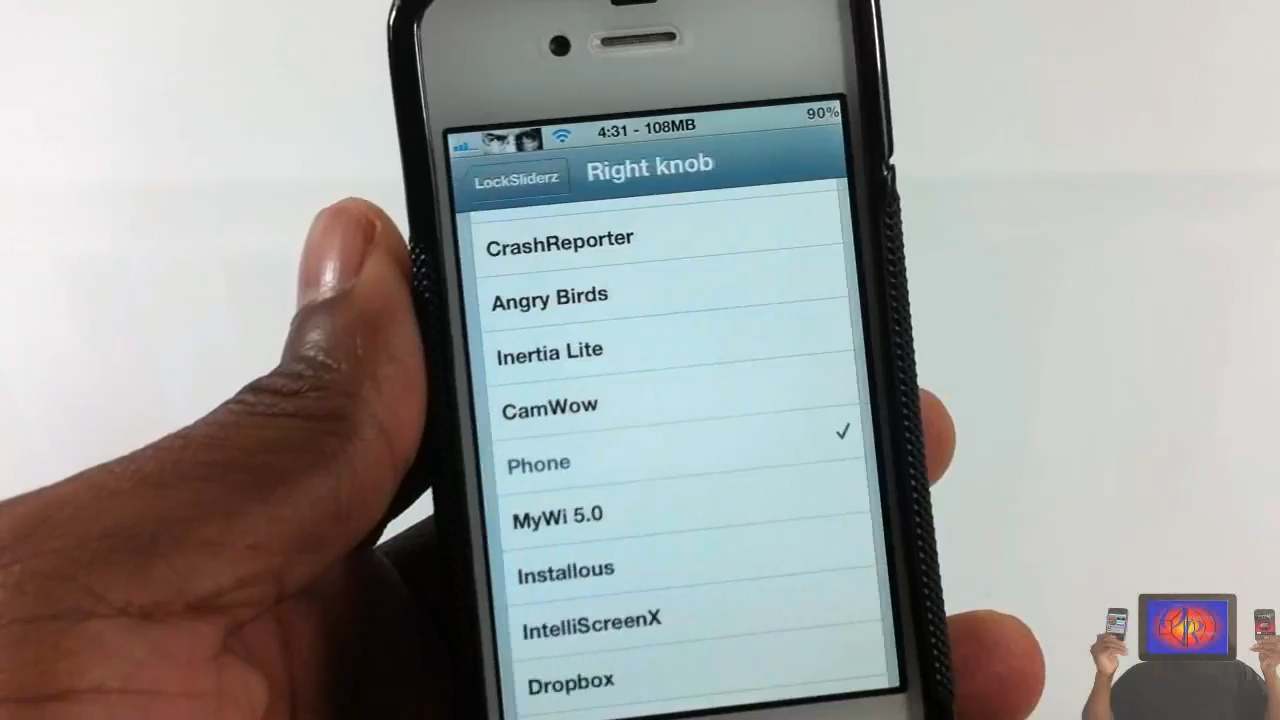 4:31 - 108MB
90%
LockSliderz
Right knob
CrashReporter
Angry Birds
Inertia Lite
CamWow
Phone
MyWi 5.0
Installous
IntelliScreenX
Dropbox